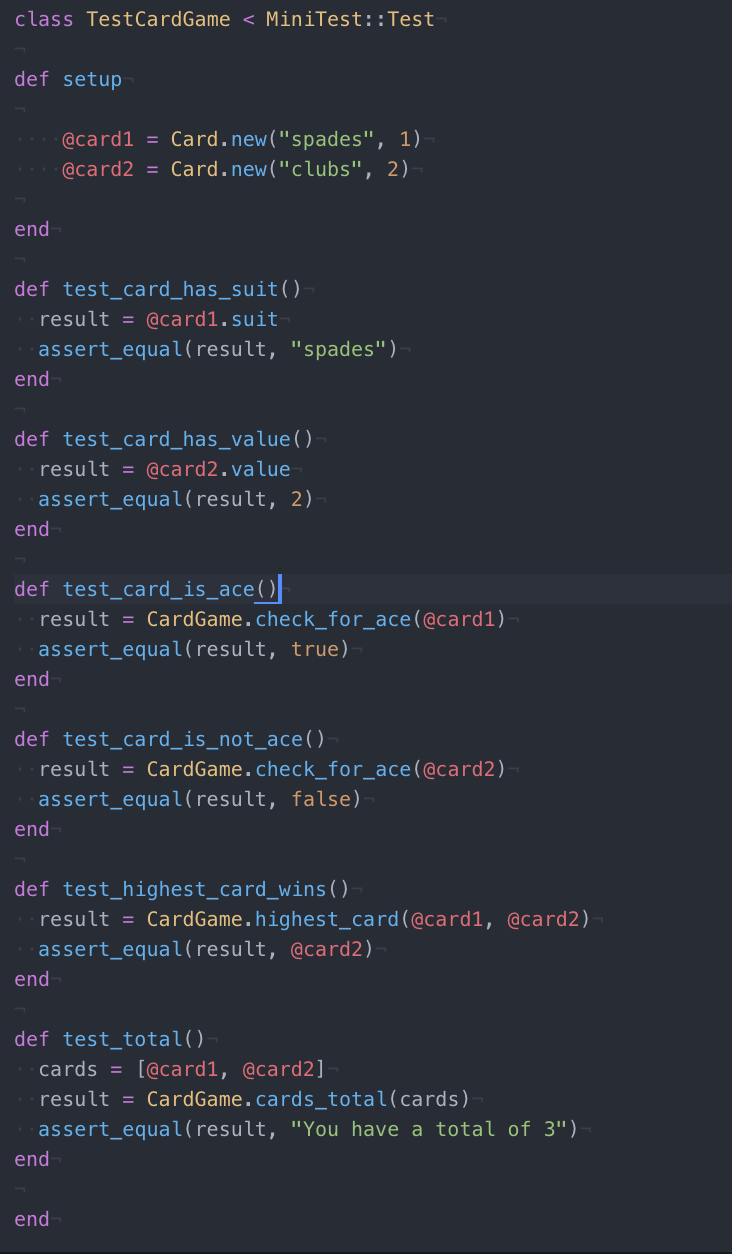 class TestCardGame < MiniTest::Test
def setup
    @card1 = Card.new("spades", 1)
    @card2 = Card.new("clubs", 2)
end
def test_card_has_suit()
  result = @card1.suit
  assert_equal(result, "spades")
end
def test_card_has_value()
  result = @card2.value
  assert_equal(result, 2)
end
def test_card_is_ace()
  result = CardGame.check_for_ace(@card1)
  assert_equal(result, true)
end
def test_card_is_not_ace()
  result = CardGame.check_for_ace(@card2)
  assert_equal(result, false)
end
def test_highest_card_wins()
  result = CardGame.highest_card(@card1, @card2)
  assert_equal(result, @card2)
end
def test_total()
  cards = [@card1, @card2]
  result = CardGame.cards_total(cards)
  assert_equal(result, "You have a total of 3")
end
end